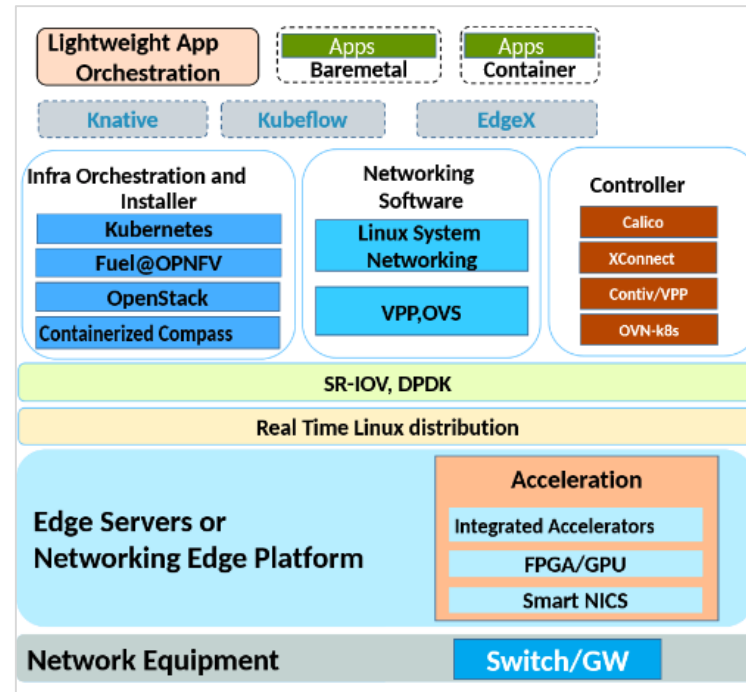 Lightweight App
Orchestration
Apps
Baremetal
Apps
Container
Knative
Kubeflow
EdgeX
Infra Orchestration and
Installer
Kubernetes
Fuel@OPNFV
OpenStack
Containerized Compass
Networking
Software
Linux System
Networking
VPP,OVS
Controller
Calico
XConnect
Contiv/VPP
OVN-k8s
SR-IOV, DPDK
Real Time Linux distribution
Edge Servers or
Networking Edge Platform
Acceleration
Integrated Accelerators
FPGA/GPU
Smart NICS
Network Equipment
Switch/GW